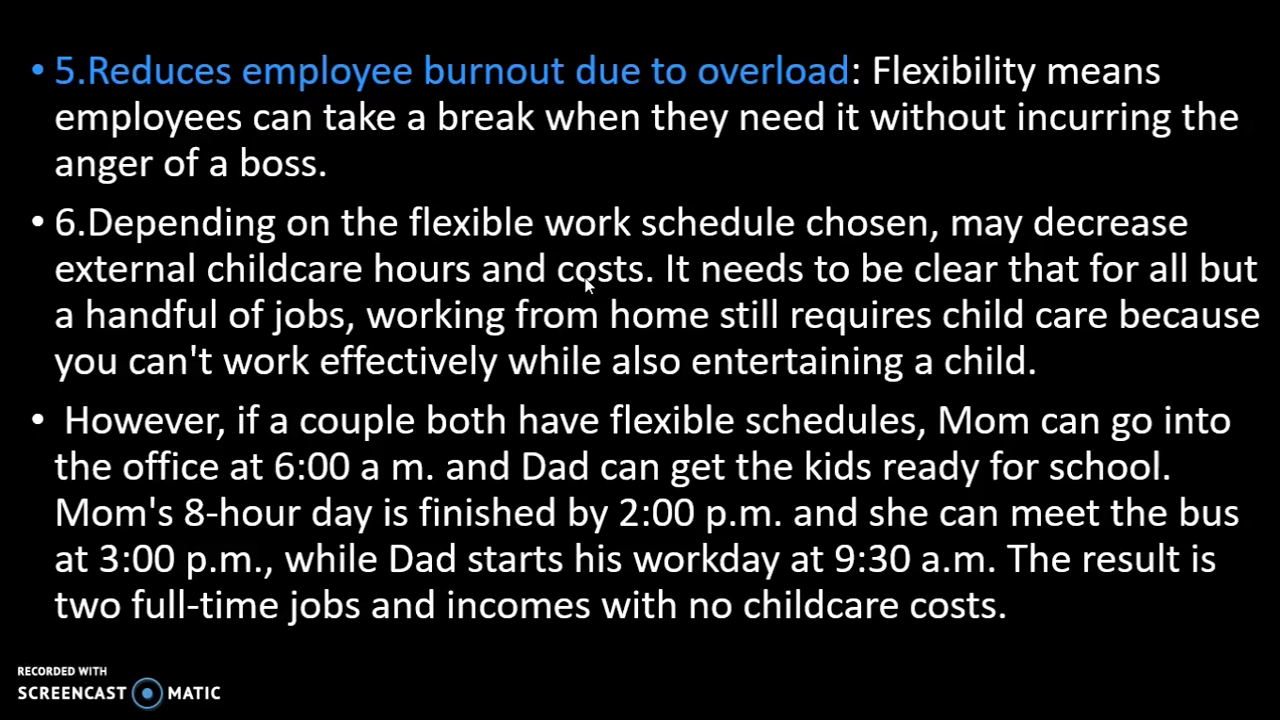 • 5.Reduces employee burnout due to overload: Flexibility means
employees can take a break when they need it without incurring the
anger of a boss.
• 6.Depending on the flexible work schedule chosen, may decrease
external childcare hours and costs. It needs to be clear that for all but
a handful of jobs, working from home still requires child care because
you can't work effectively while also entertaining a child.
• However, if a couple both have flexible schedules, Mom can go into
the office at 6:00 a m. and Dad can get the kids ready for school.
Mom's 8-hour day is finished by 2:00 p.m. and she can meet the bus
at 3:00 p.m., while Dad starts his workday at 9:30 a.m. The result is
two full-time jobs and incomes with no childcare costs.
RECORDED WITH
SCREENCAST MATIC